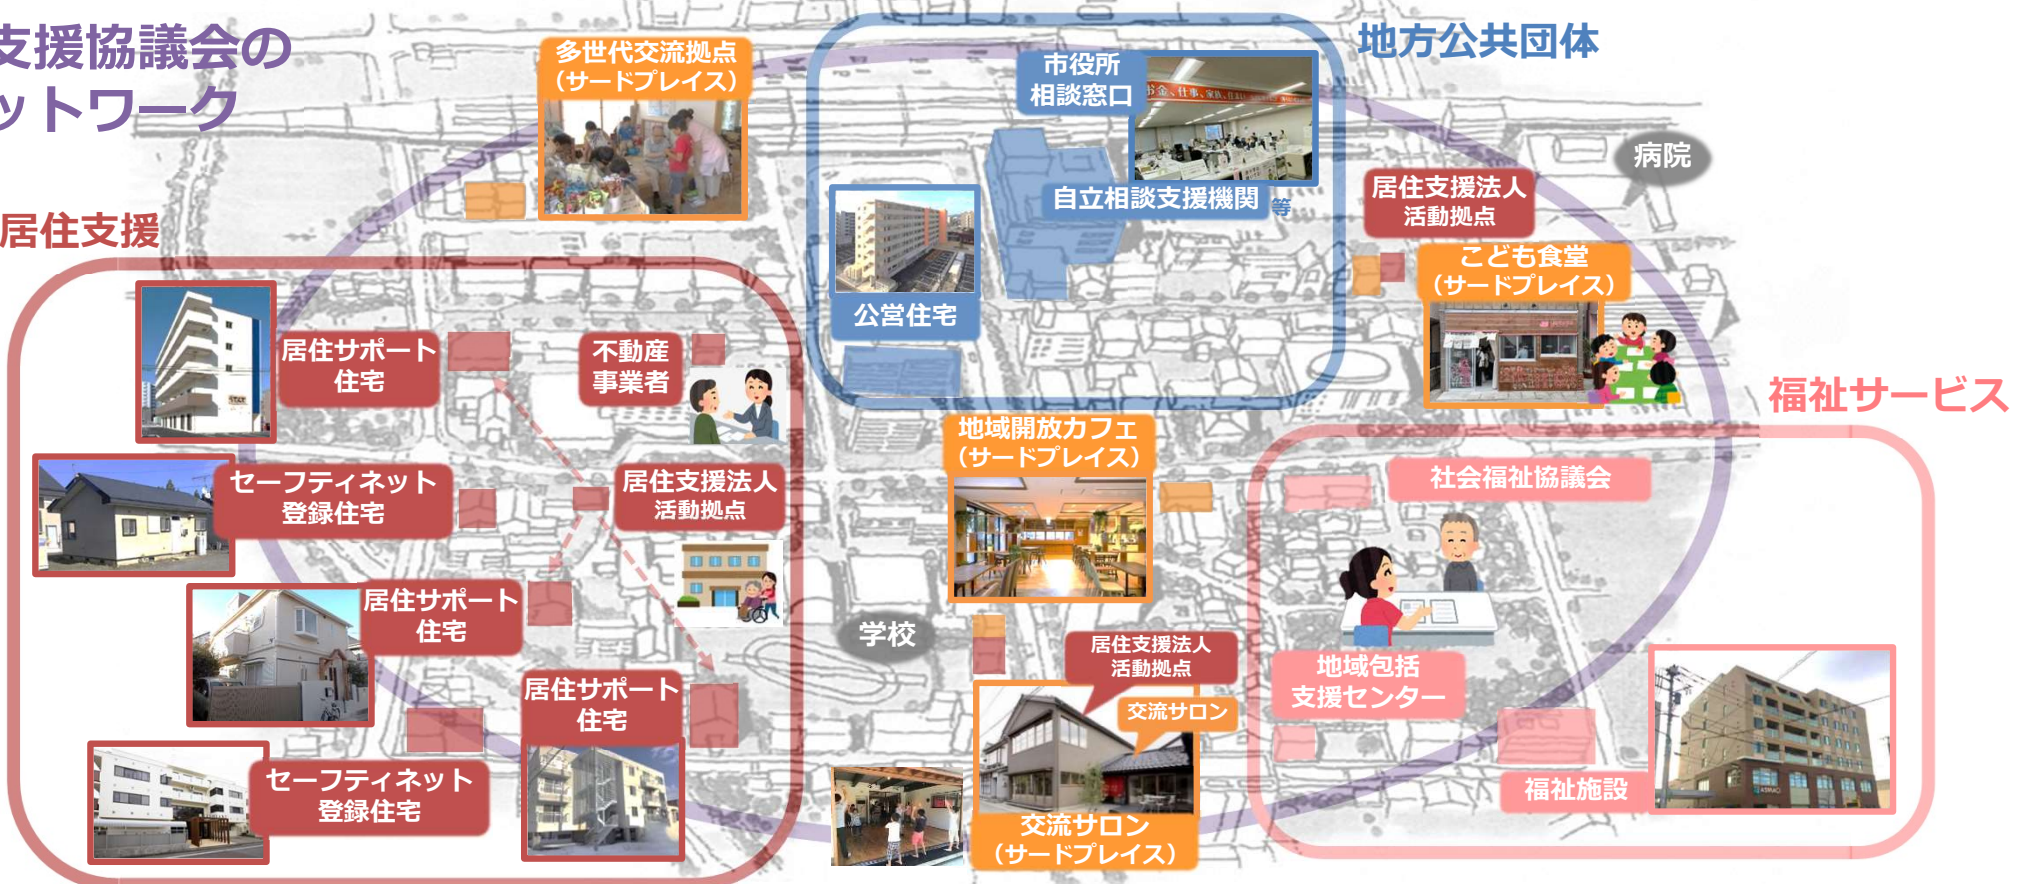 支援協議会の
ットワーク
多世代交流拠点
(サードプレイス)
市役所
相談窓口
お金、仕事、家族、住まい
地方公共団体
病院
自立相談支援機関 等
居住支援法人
活動拠点
居住支援
こども食堂
(サードプレイス)
公営住宅
居住サポート
住宅
不動産
事業者
福祉サービス
地域開放カフェ
(サードプレイス)
セーフティネット
登録住宅
居住支援法人
活動拠点
社会福祉協議会
居住サポート
住宅
学校
居住支援法人
活動拠点
地域包括
支援センター
居住サポート
住宅
交流サロン
セーフティネット
登録住宅
福祉施設
交流サロン
(サードプレイス)